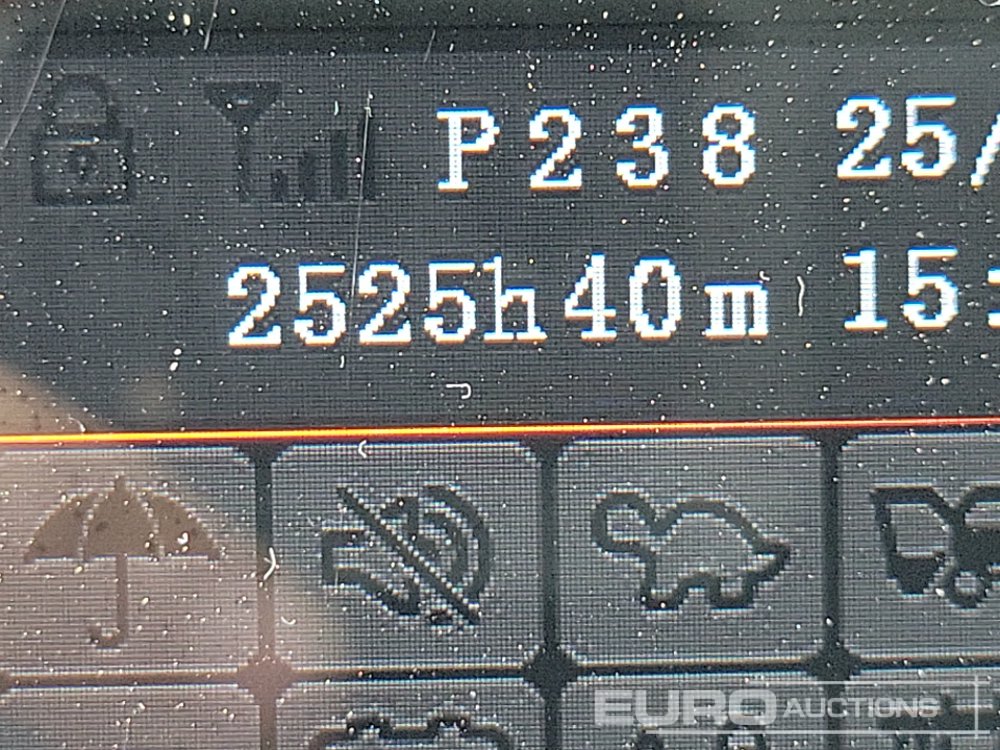 P238 25/
2525h40m 15:
EURO AUCTIONS